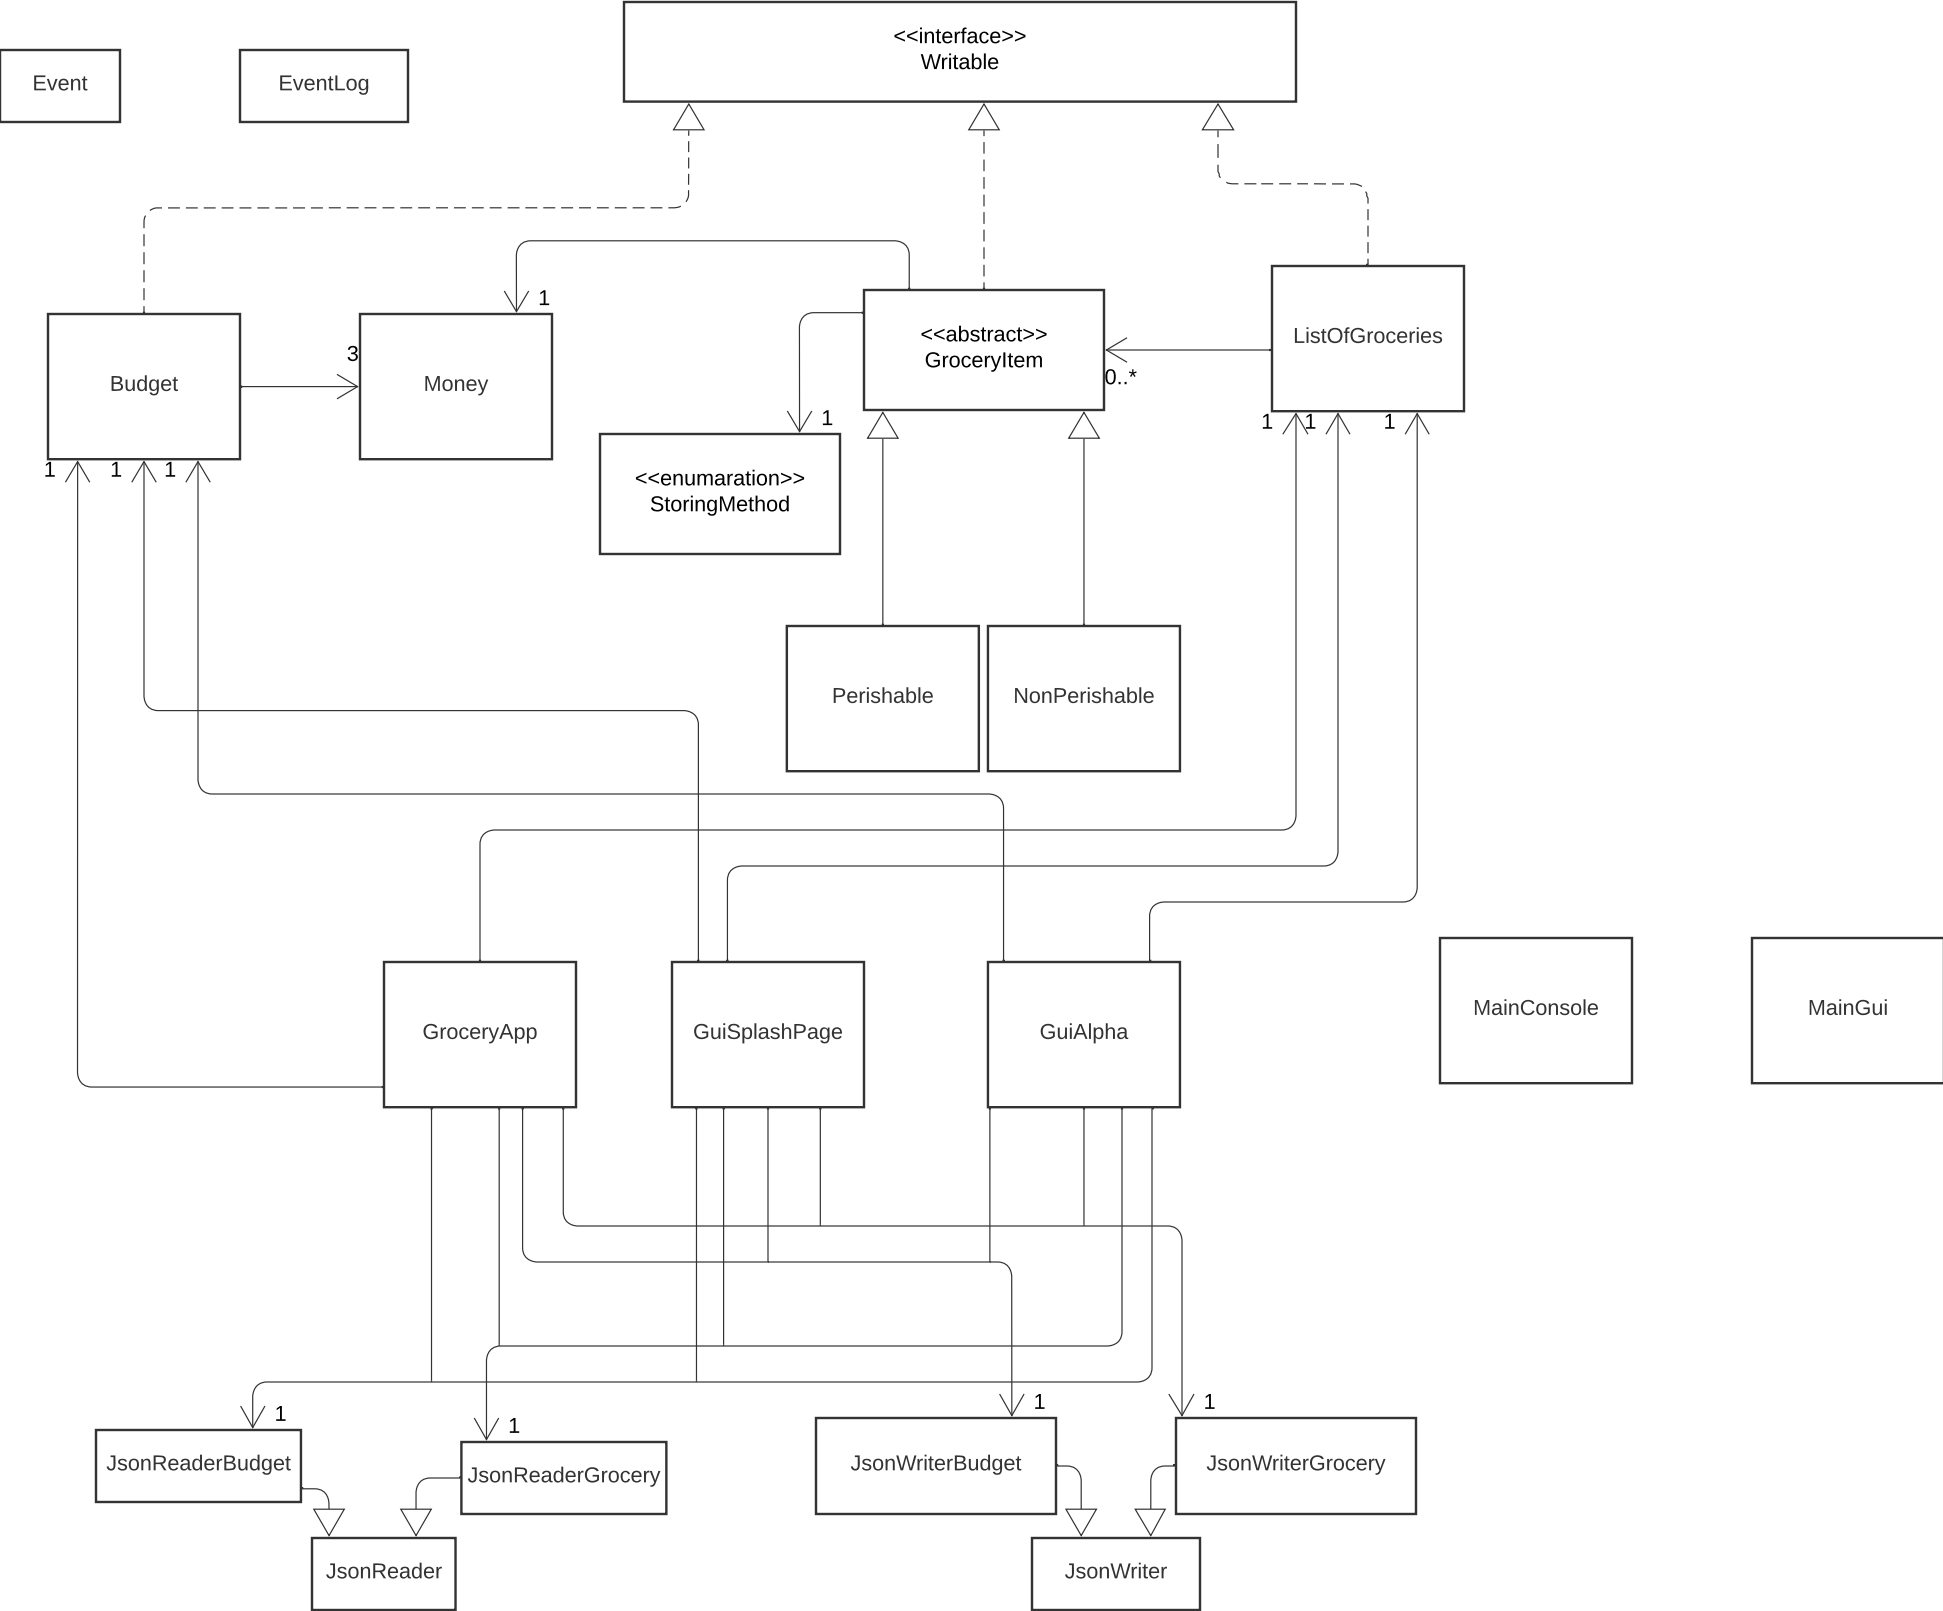 <<interface>>
Writable
Event
EventLog
1
<<abstract>>
GroceryItem
ListOfGroceries
3
Budget
Money
0..*
1
1
1
1
1
1
1
<<enumaration>>
StoringMethod
Perishable
NonPerishable
GroceryApp
GuiSplashPage
GuiAlpha
MainConsole
MainGui
1
1
1
1
JsonReaderBudget
JsonReaderGrocery
JsonWriterBudget
JsonWriterGrocery
JsonReader
JsonWriter